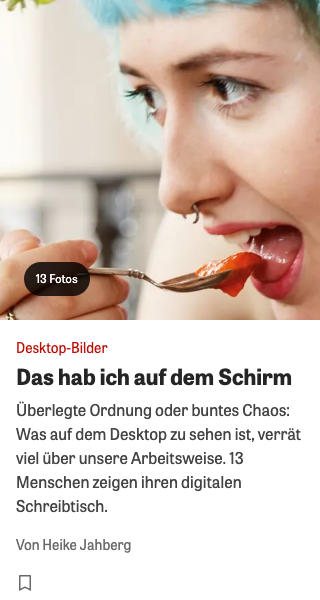 13 Fotos
Desktop-Bilder
Das hab ich auf dem Schirm
Überlegte Ordnung oder buntes Chaos:
Was auf dem Desktop zu sehen ist, verrät
viel über unsere Arbeitsweise. 13
Menschen zeigen ihren digitalen
Schreibtisch.
Von Heike Jahberg